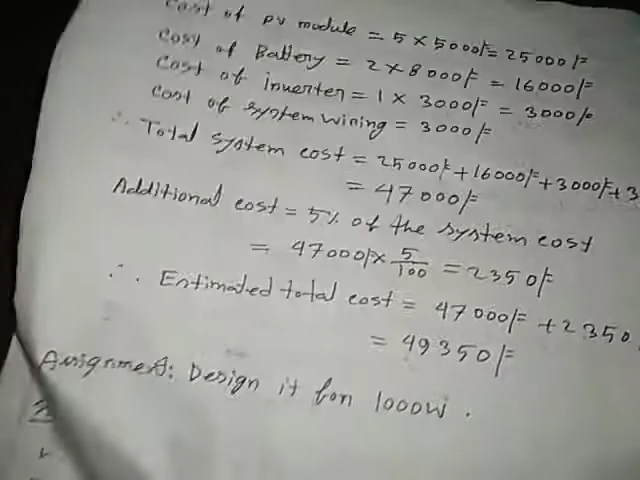 Cost of PV module = 5 × 5000/= = 25000/=
Cost of Battery = 2 × 8000/= = 16000/=
Cost of inverter = 1 × 3000/= = 3000/=
Cost of system wiring = 3000/=
∴ Total system cost = 25000/= + 16000/= + 3000/= + 3
= 47000/=
Additional cost = 5% of the system cost
= 47000/= × 5/100 = 2350/=
∴ Estimated total cost = 47000/= + 2350
= 49350/=
Assignment: Design it for 1000W.